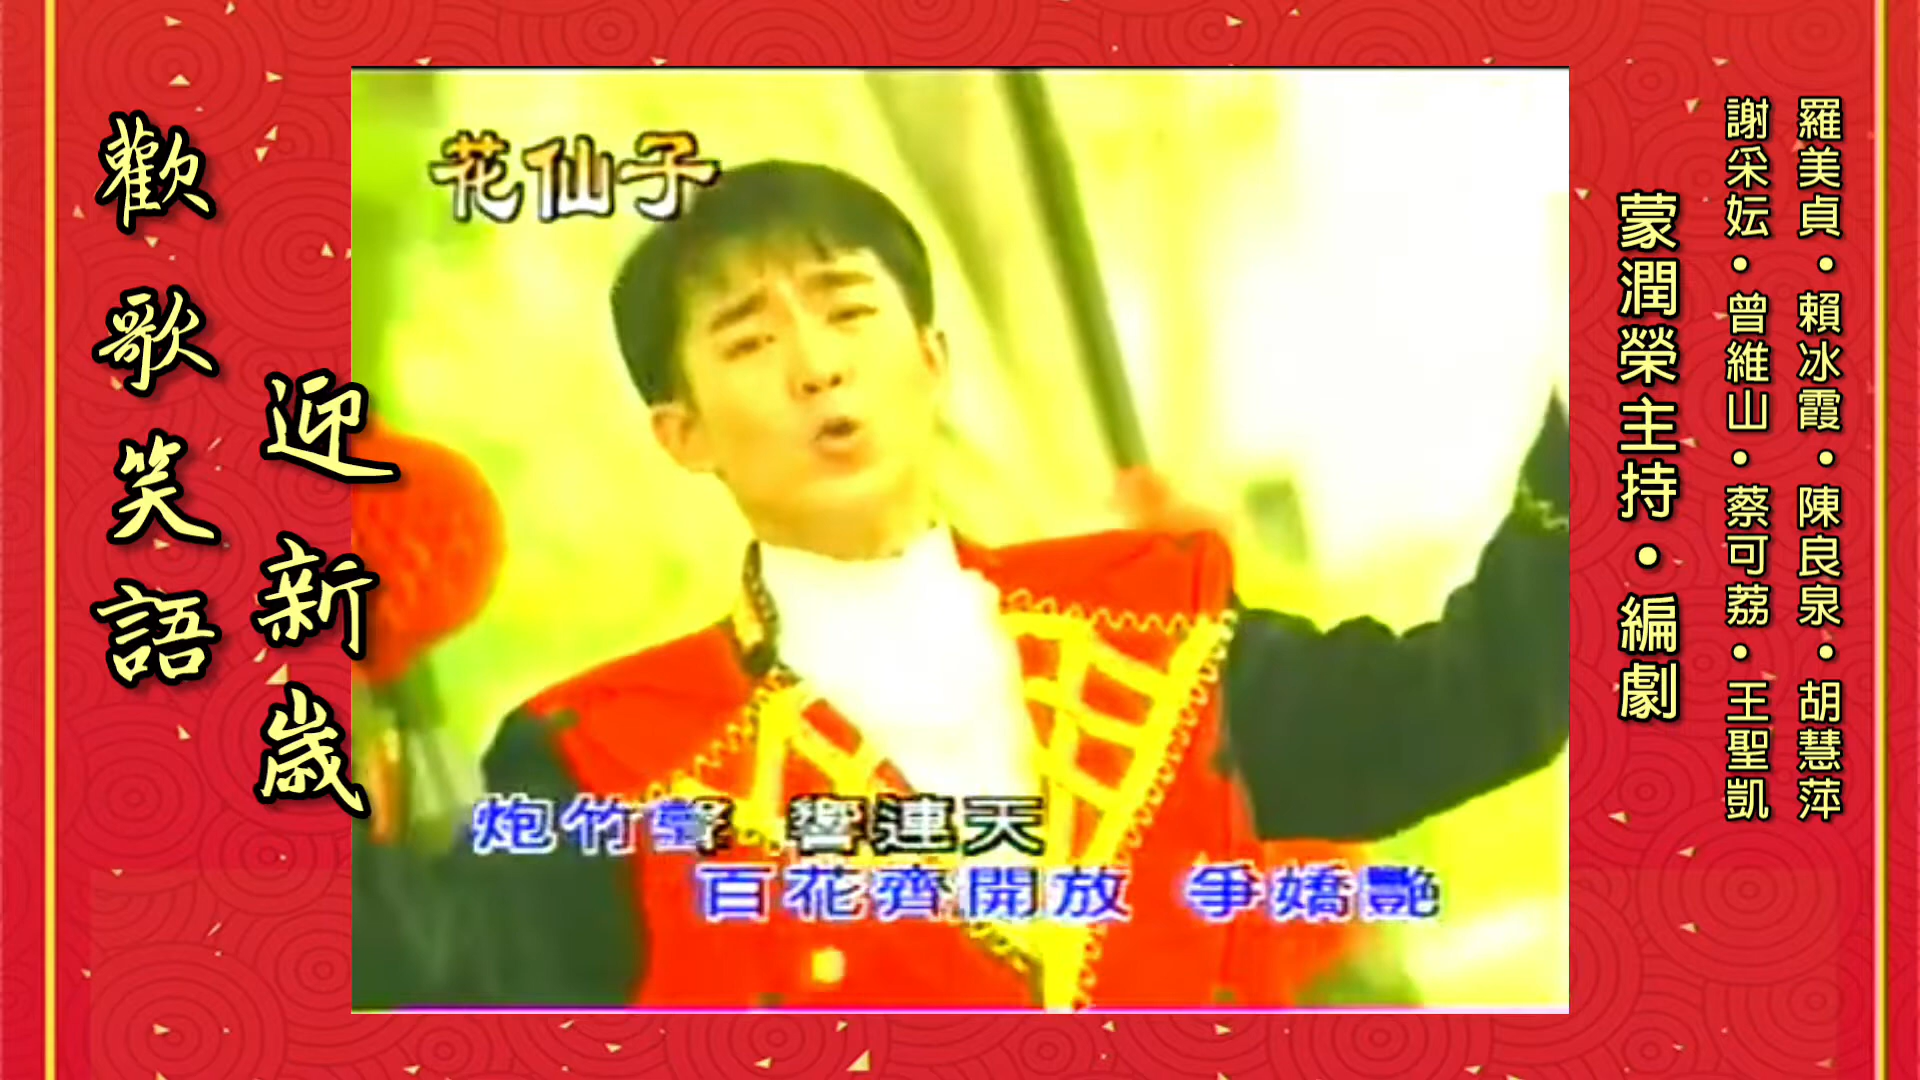 歡歌笑語
迎新歲
花仙子
炮竹聲 響連天
百花齊開放 爭嬌艷
羅美貞・賴冰霞・陳良泉・胡慧萍
謝采妘・曾維山・蔡可荔・王聖凱
蒙潤榮主持・編劇